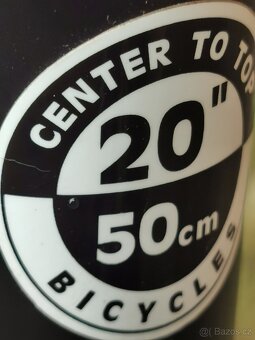 CENTER TO TOP
20"
50cm
BICYCLES
© Bazos.cz